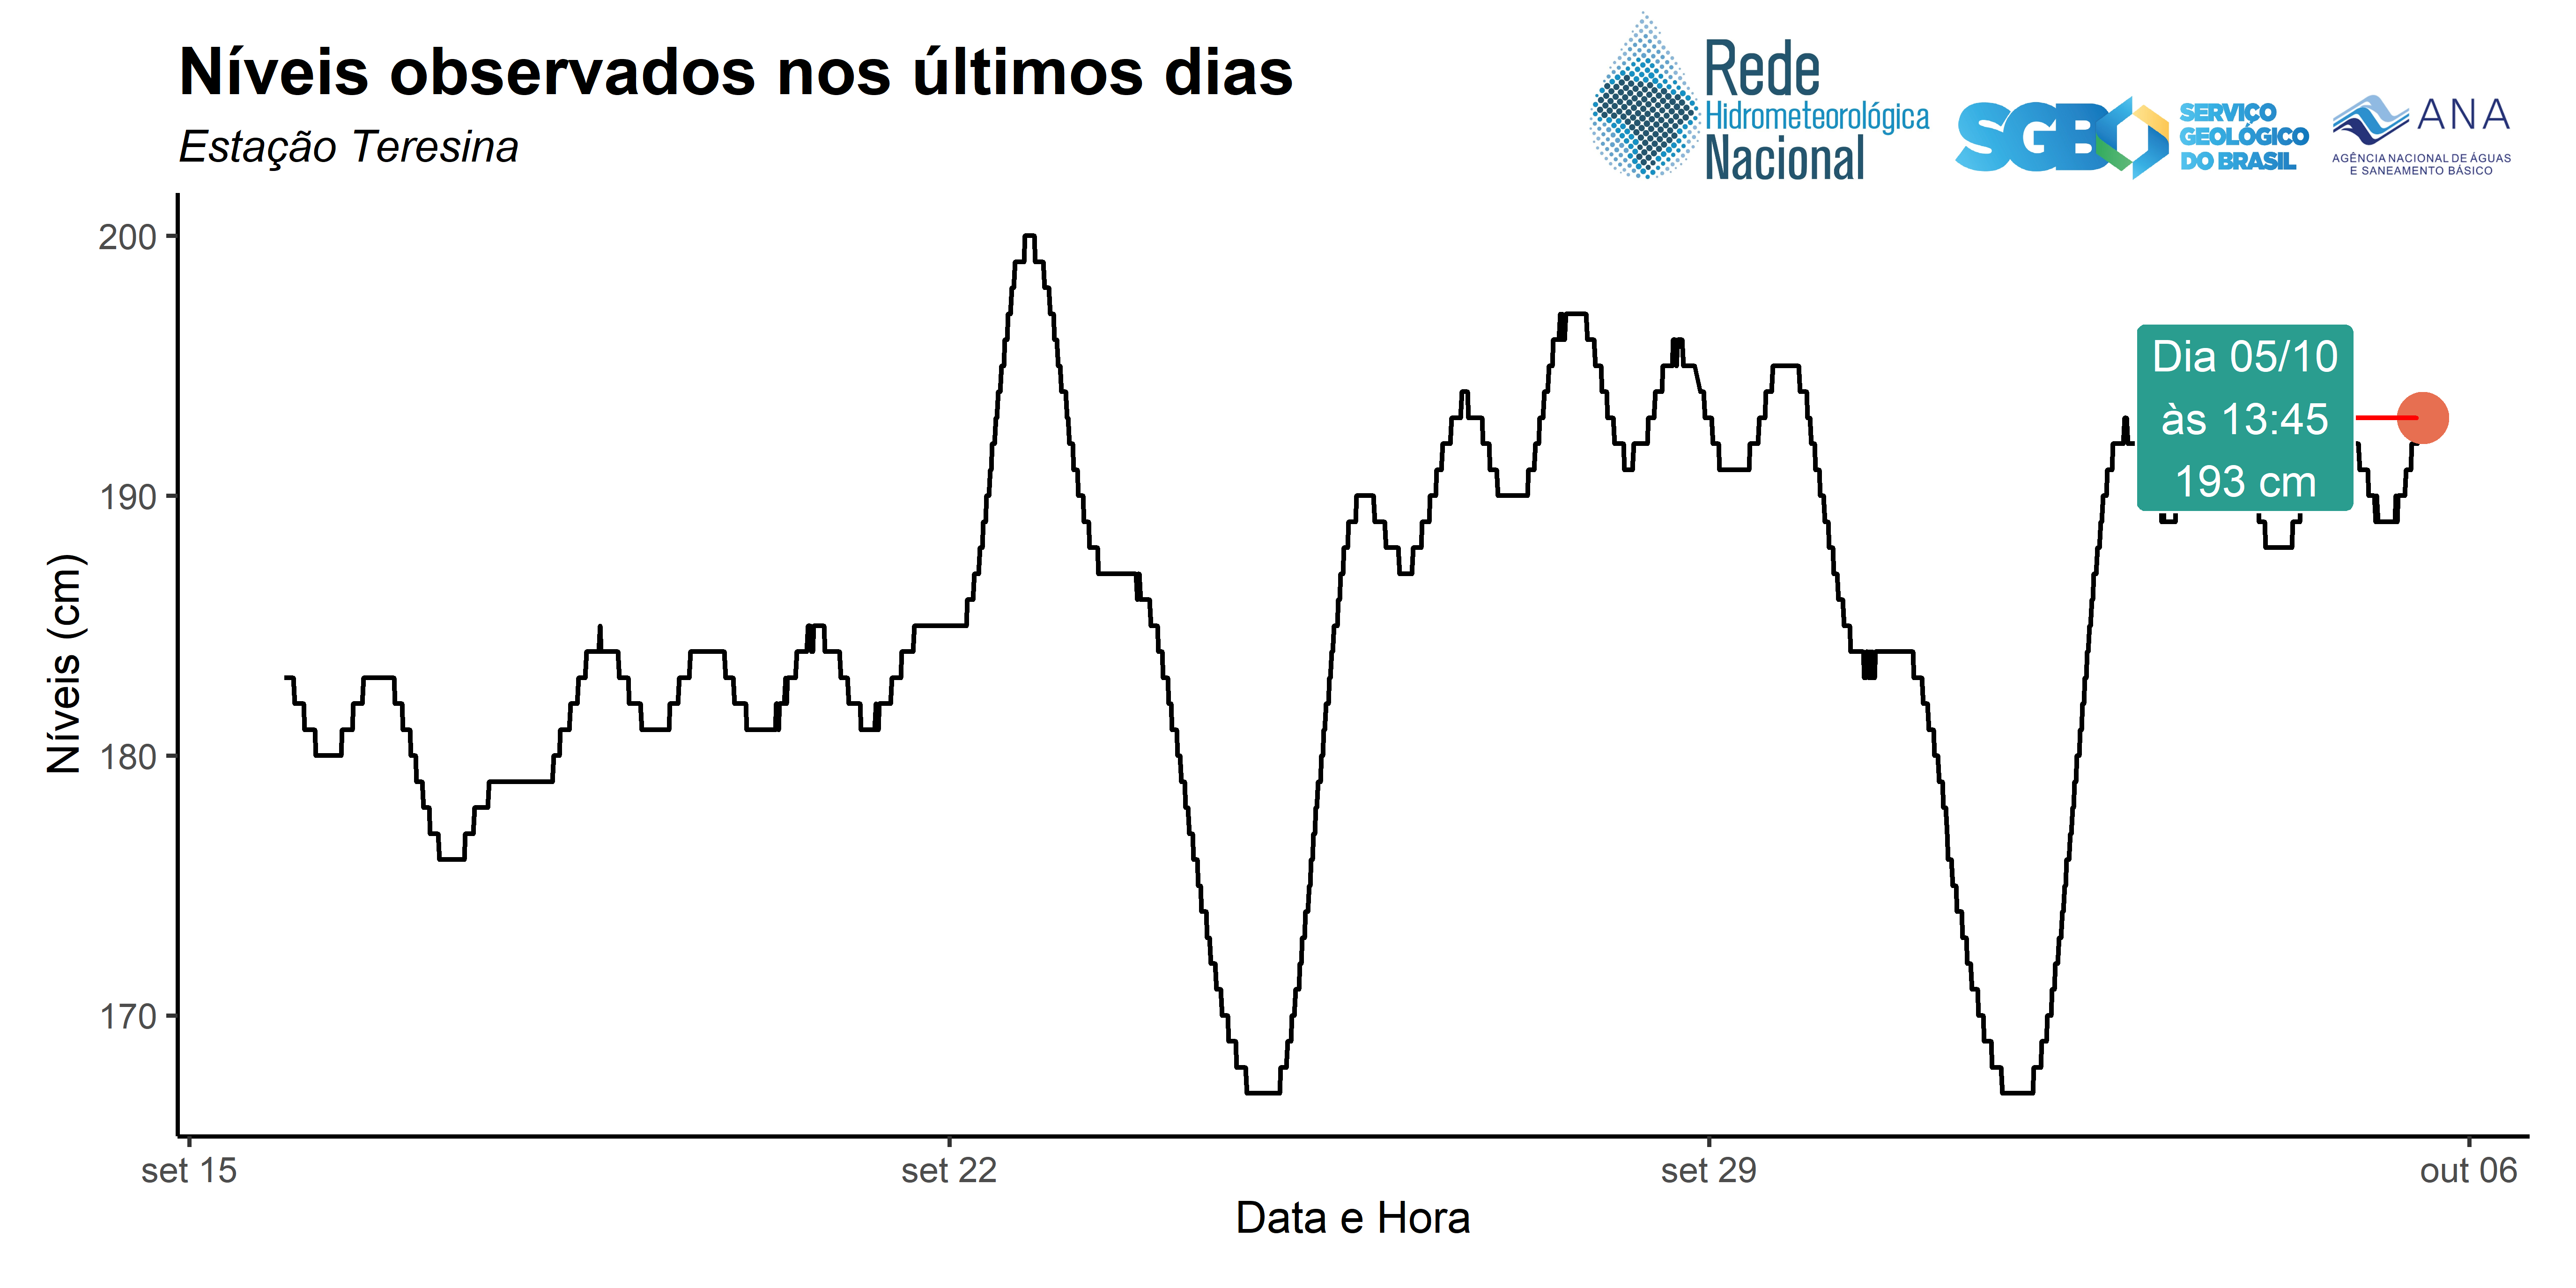 Níveis observados nos últimos dias
Estação Teresina
Rede
Hidrometeorológica
Nacional
SGB
SERVIÇO
GEOLÓGICO
DO BRASIL
ANA
AGÊNCIA NACIONAL DE ÁGUAS
E SANEAMENTO BÁSICO
Níveis (cm)
200
190
180
170
Dia 05/10
às 13:45
193 cm
set 15
set 22
set 29
out 06
Data e Hora